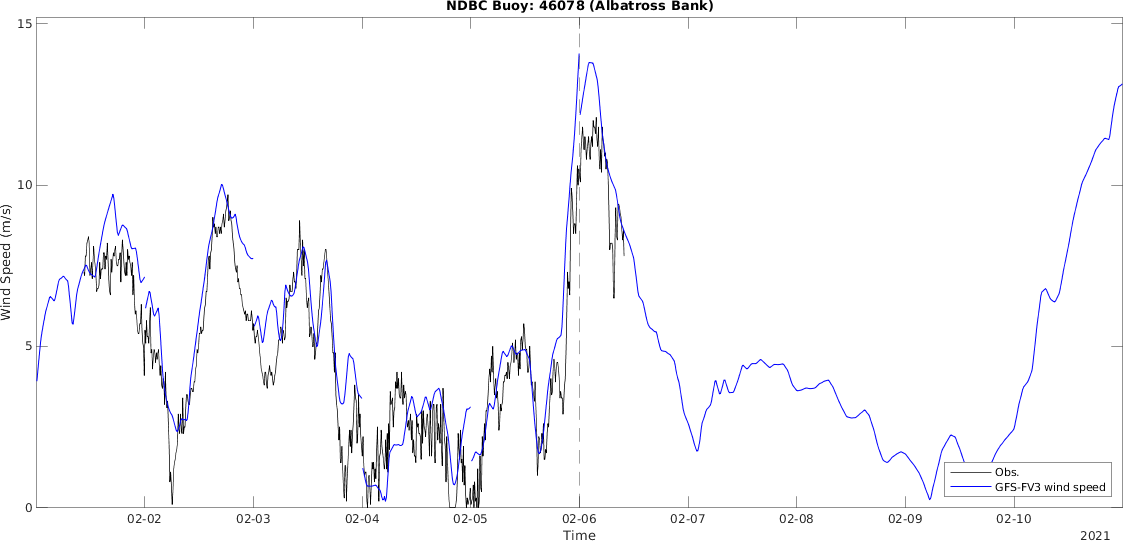 NDBC Buoy: 46078 (Albatross Bank)
15
10
5
0
Wind Speed (m/s)
02-02 02-03 02-04 02-05 02-06 02-07 02-08 02-09 02-10
Time
2021
Obs.
GFS-FV3 wind speed